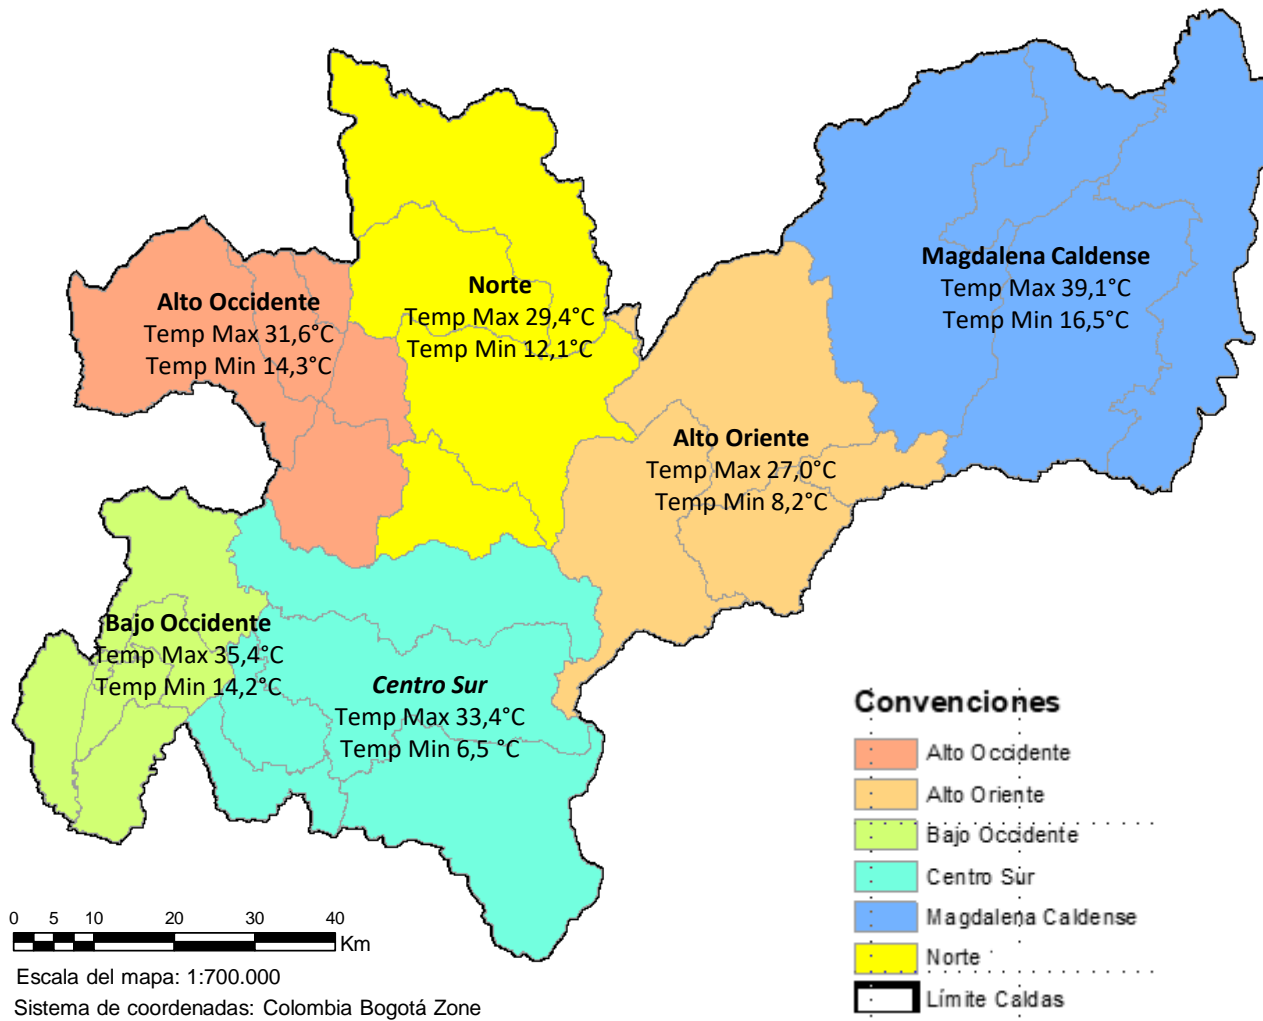 Magdalena Caldense
Temp Max 39,1°C
Temp Min 16,5°C
Norte
Temp Max 29,4°C
Temp Min 12,1°C
Alto Occidente
Temp Max 31,6°C
Temp Min 14,3°C
Alto Oriente
Temp Max 27,0°C
Temp Min 8,2°C
Bajo Occidente
Temp Max 35,4°C
Temp Min 14,2°C
Centro Sur
Temp Max 33,4°C
Temp Min 6,5 °C
Convenciones
Alto Occidente
Alto Oriente
Bajo Occidente
Centro Sur
Magdalena Caldense
Norte
Límite Caldas
0 5 10 20 30 40
Km
Escala del mapa: 1:700.000
Sistema de coordenadas: Colombia Bogotá Zone